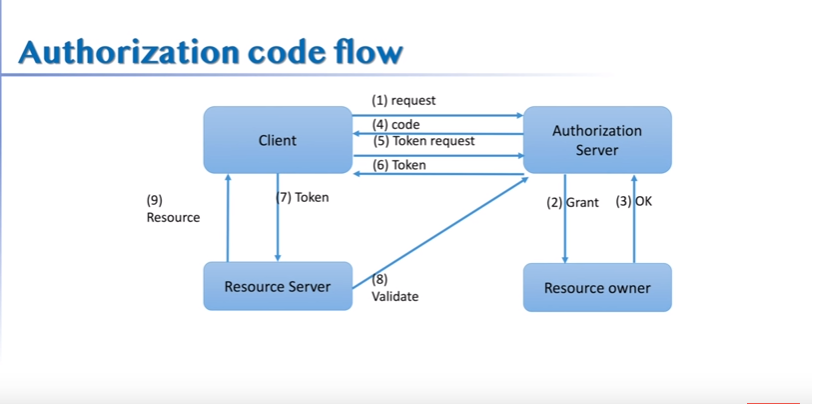 Authorization code flow
(1) request
(4) code
(5) Token request
(6) Token
Client
Authorization
Server
(9)
Resource
(7) Token
(2) Grant
(3) OK
Resource Server
(8)
Validate
Resource owner